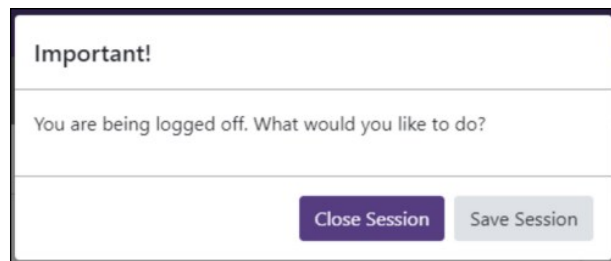 Important!
You are being logged off. What would you like to do?
Close Session Save Session